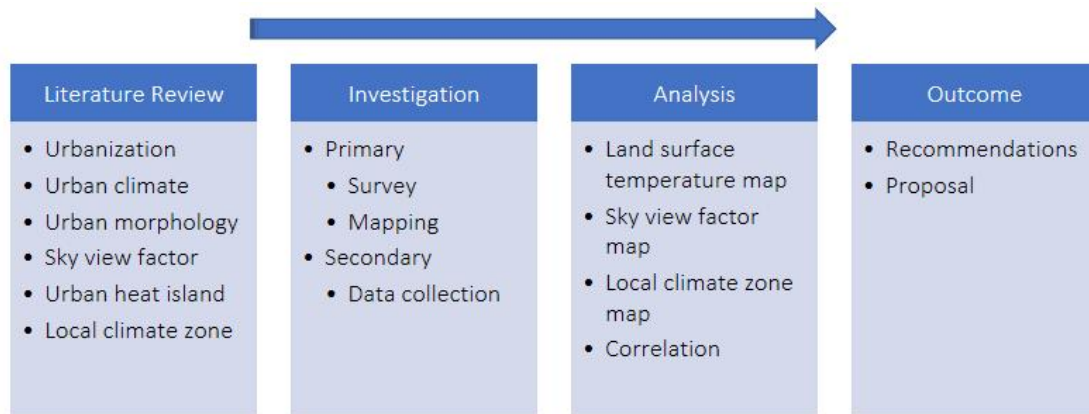 Literature Review
• Urbanization
• Urban climate
• Urban morphology
• Sky view factor
• Urban heat island
• Local climate zone
Investigation
• Primary
• Survey
• Mapping
• Secondary
• Data collection
Analysis
• Land surface
temperature map
• Sky view factor
map
• Local climate zone
map
• Correlation
Outcome
• Recommendations
• Proposal